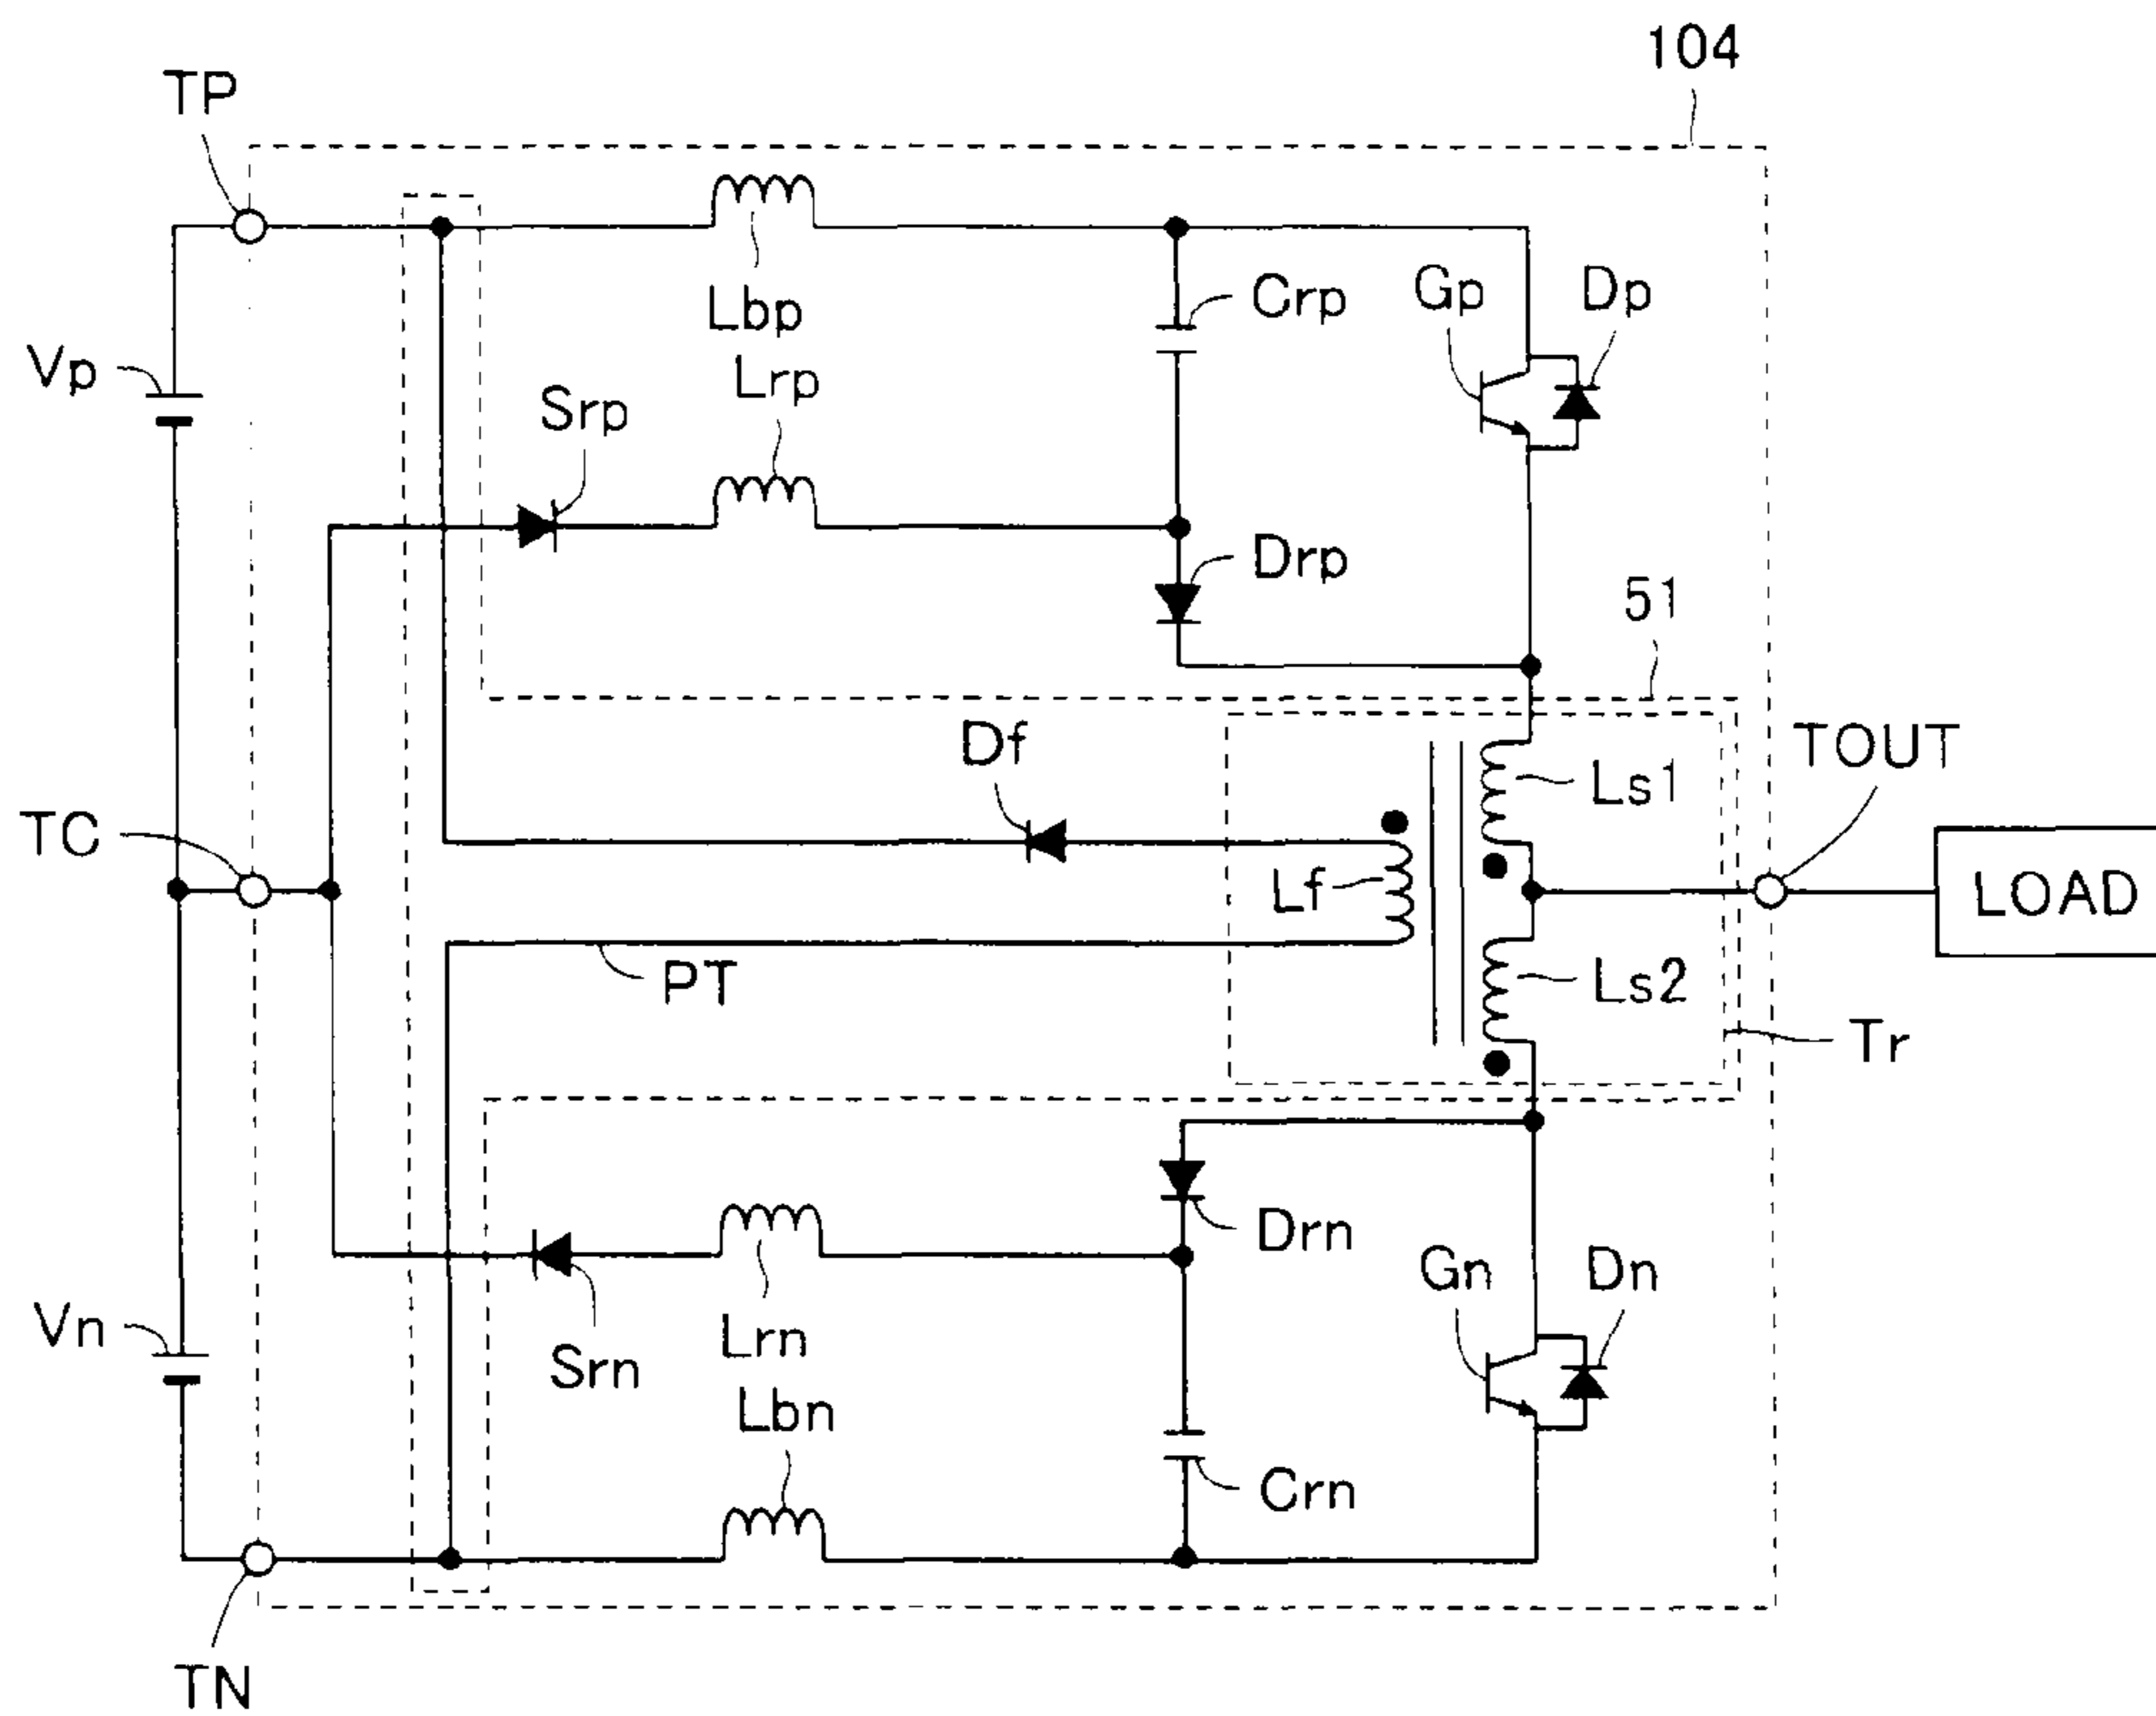 104
TP
Lbp
Crp
Gp
Dp
Vp
Lrp
Srp
Drp
51
Df
TOUT
Ls1
TC
Lf
LOAD
PT
Ls2
Tr
Drn
Gn
Dn
Vn
Lrn
Srn
Lbn
Crn
TN